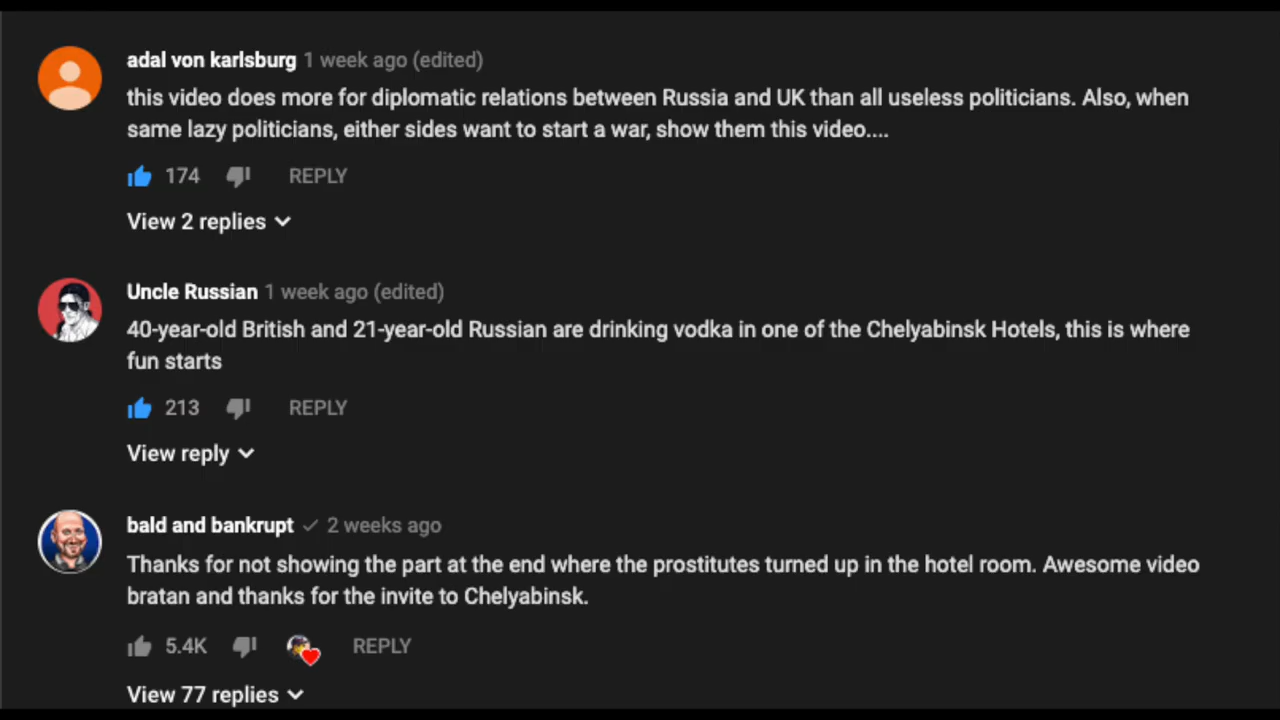 adal von karlsburg 1 week ago (edited)
this video does more for diplomatic relations between Russia and UK than all useless politicians. Also, when
same lazy politicians, either sides want to start a war, show them this video....
174 REPLY
View 2 replies
Uncle Russian 1 week ago (edited)
40-year-old British and 21-year-old Russian are drinking vodka in one of the Chelyabinsk Hotels, this is where
fun starts
213 REPLY
View reply
bald and bankrupt 2 weeks ago
Thanks for not showing the part at the end where the prostitutes turned up in the hotel room. Awesome video
bratan and thanks for the invite to Chelyabinsk.
5.4K REPLY
View 77 replies